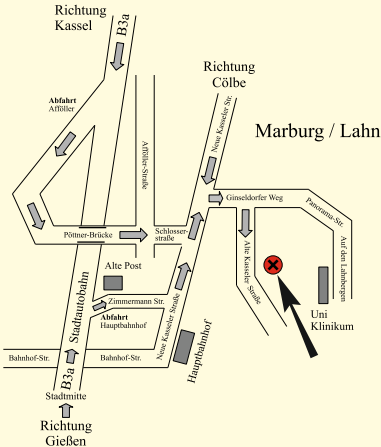 Richtung
Kassel
B3a
Richtung
Cölbe
Abfahrt
Afföller
Neue Kasseler Str.
Marburg / Lahn
Afföller-Straße
Ginseldorfer Weg
Panorama-Str.
Pöttner-Brücke
Schlosser-
straße
Auf den Lahnbergen
Alte Kasseler
Straße
Alte Post
Stadtautobahn
Zimmermann Str.
Neue Kasseler Straße
Abfahrt
Hauptbahnhof
Uni
Klinikum
Hauptbahnhof
Bahnhof-Str.
Bahnhof-Str.
B3a
Stadtmitte
Richtung
Gießen